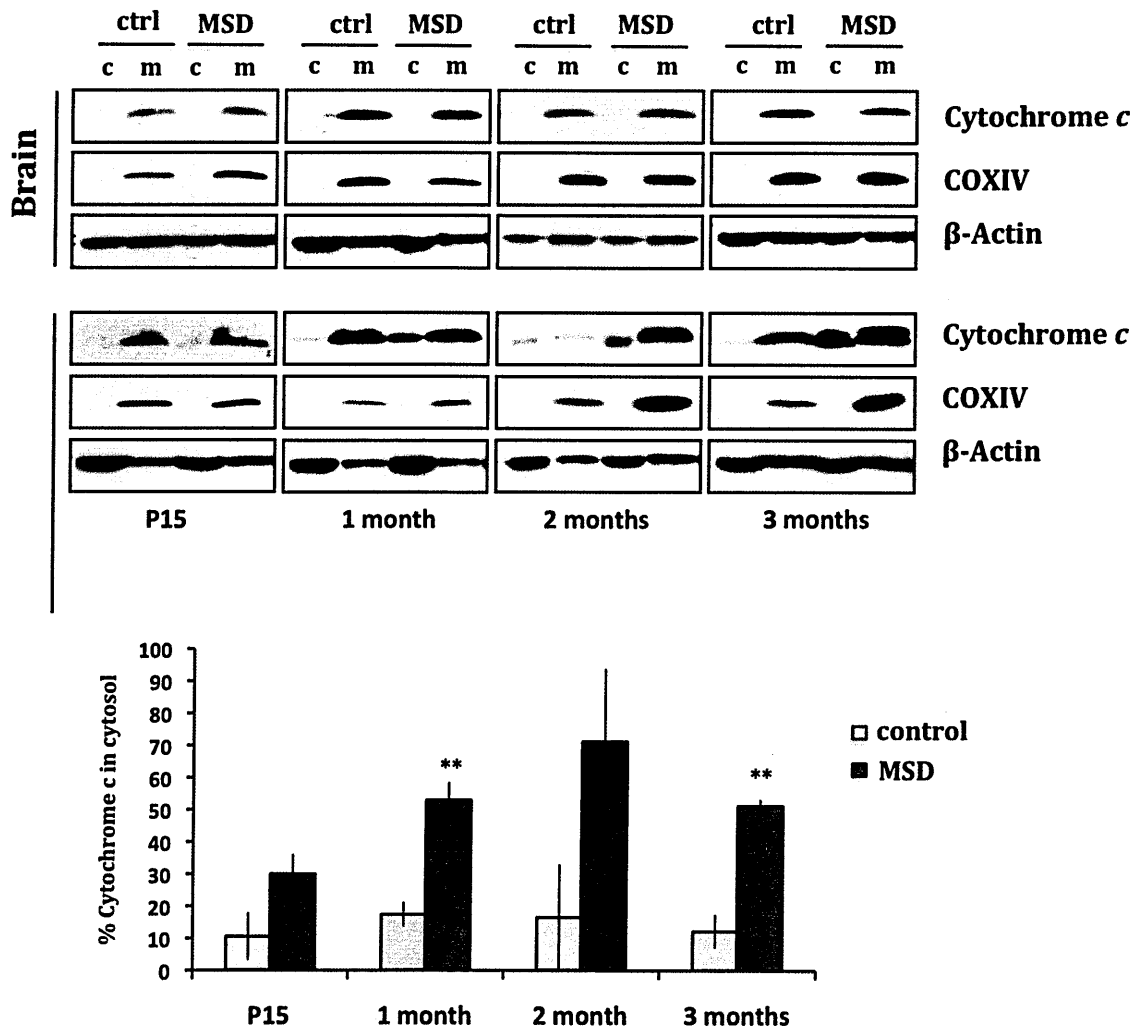 ctrl MSD ctrl MSD ctrl MSD ctrl MSD
c m c m c m c m c m c m c m c m
Brain
Cytochrome c
COXIV
β-Actin
Cytochrome c
COXIV
β-Actin
P15 1 month 2 months 3 months
% Cytochrome c in cytosol
100
90
80
70
60
50
40
30
20
10
0
** **
control
MSD
P15 1 month 2 month 3 months